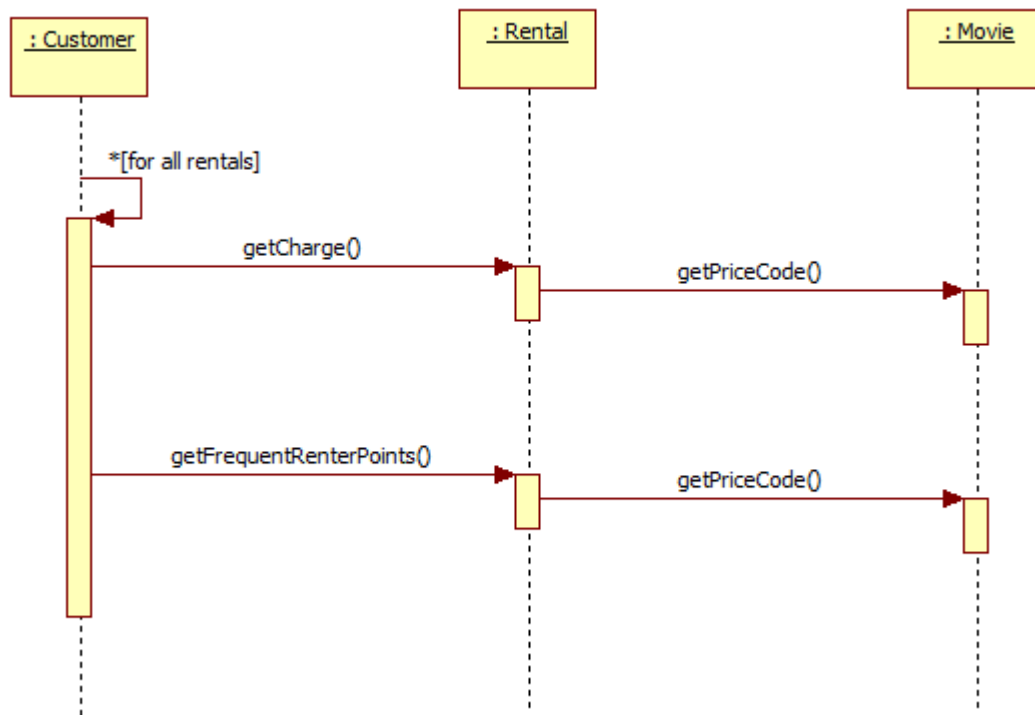 : Customer
: Rental
: Movie
*[for all rentals]
getCharge()
getPriceCode()
getFrequentRenterPoints()
getPriceCode()